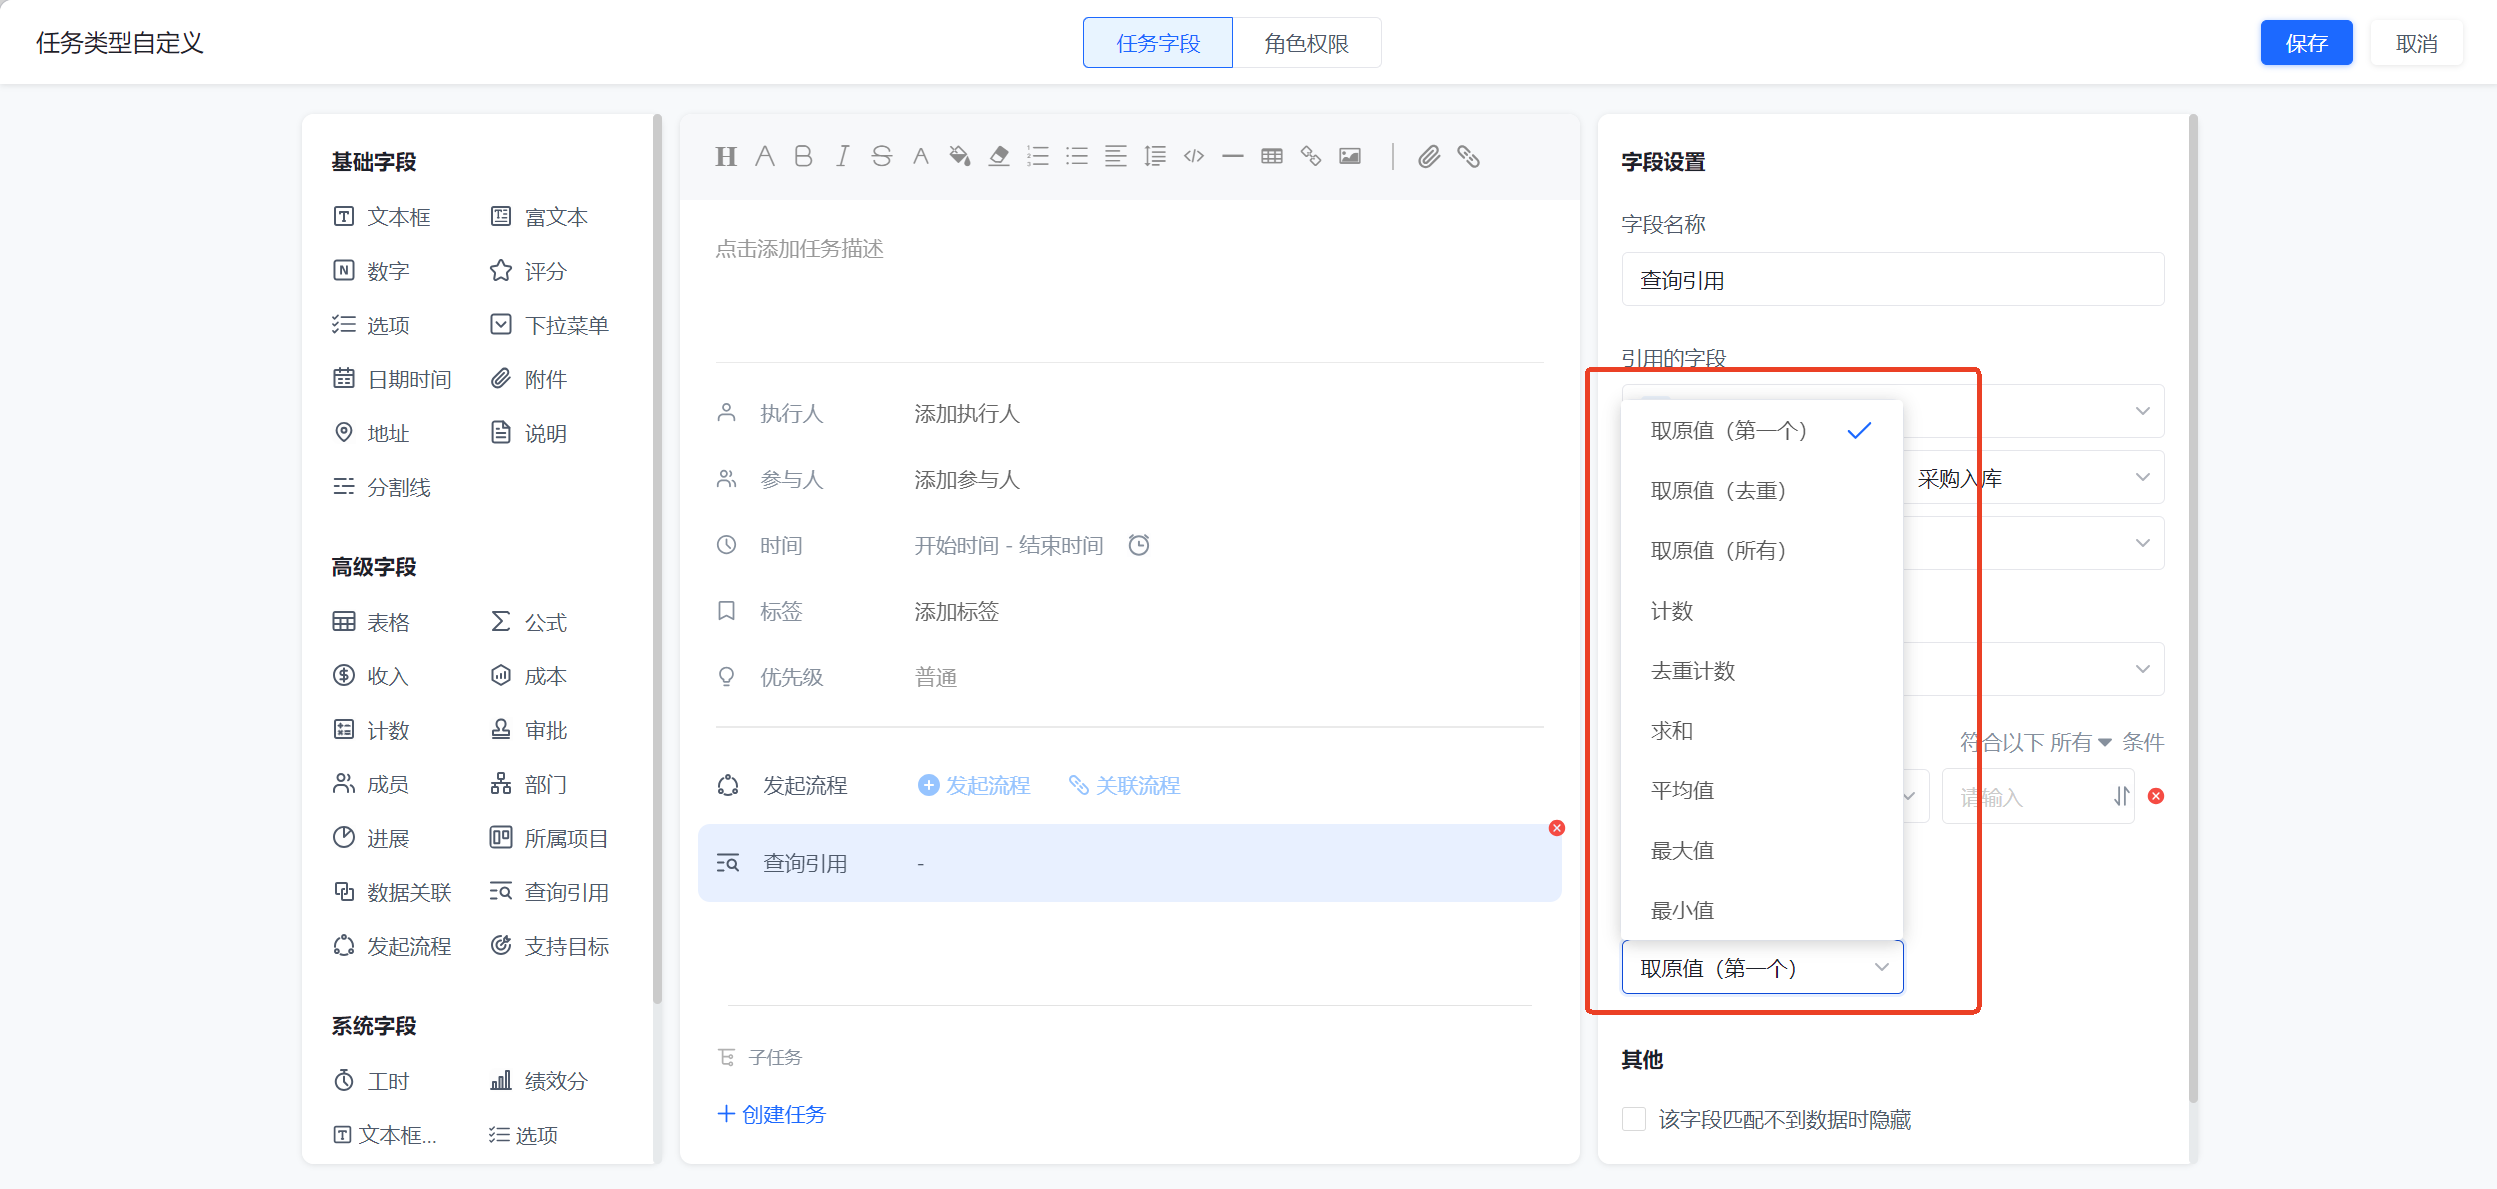 任务类型自定义
任务字段
角色权限
保存
取消
基础字段
文本框
富文本
数字
评分
选项
下拉菜单
日期时间
附件
地址
说明
分割线
高级字段
表格
公式
收入
成本
计数
审批
成员
部门
进展
所属项目
数据关联
查询引用
发起流程
支持目标
系统字段
工时
绩效分
文本框...
选项
点击添加任务描述
执行人
添加执行人
参与人
添加参与人
时间
开始时间 - 结束时间
标签
添加标签
优先级
普通
发起流程
发起流程
关联流程
查询引用
-
子任务
创建任务
字段设置
字段名称
查询引用
引用的字段
取原值（第一个）
取原值（去重）
取原值（所有）
计数
去重计数
求和
平均值
最大值
最小值
采购入库
符合以下 所有 条件
请输入
取原值（第一个）
其他
该字段匹配不到数据时隐藏